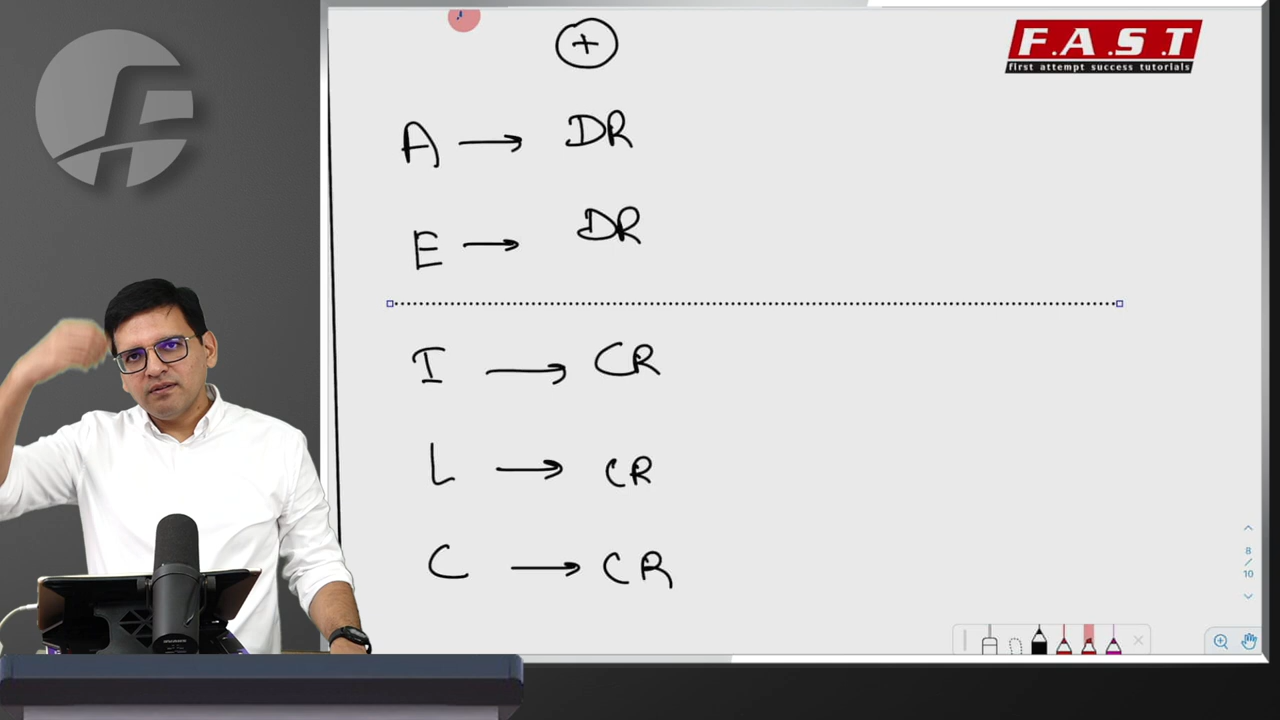 +
F.A.S.T
first attempt success tutorials
A → DR
E → DR
I → CR
L → CR
C → CR
8
/
10